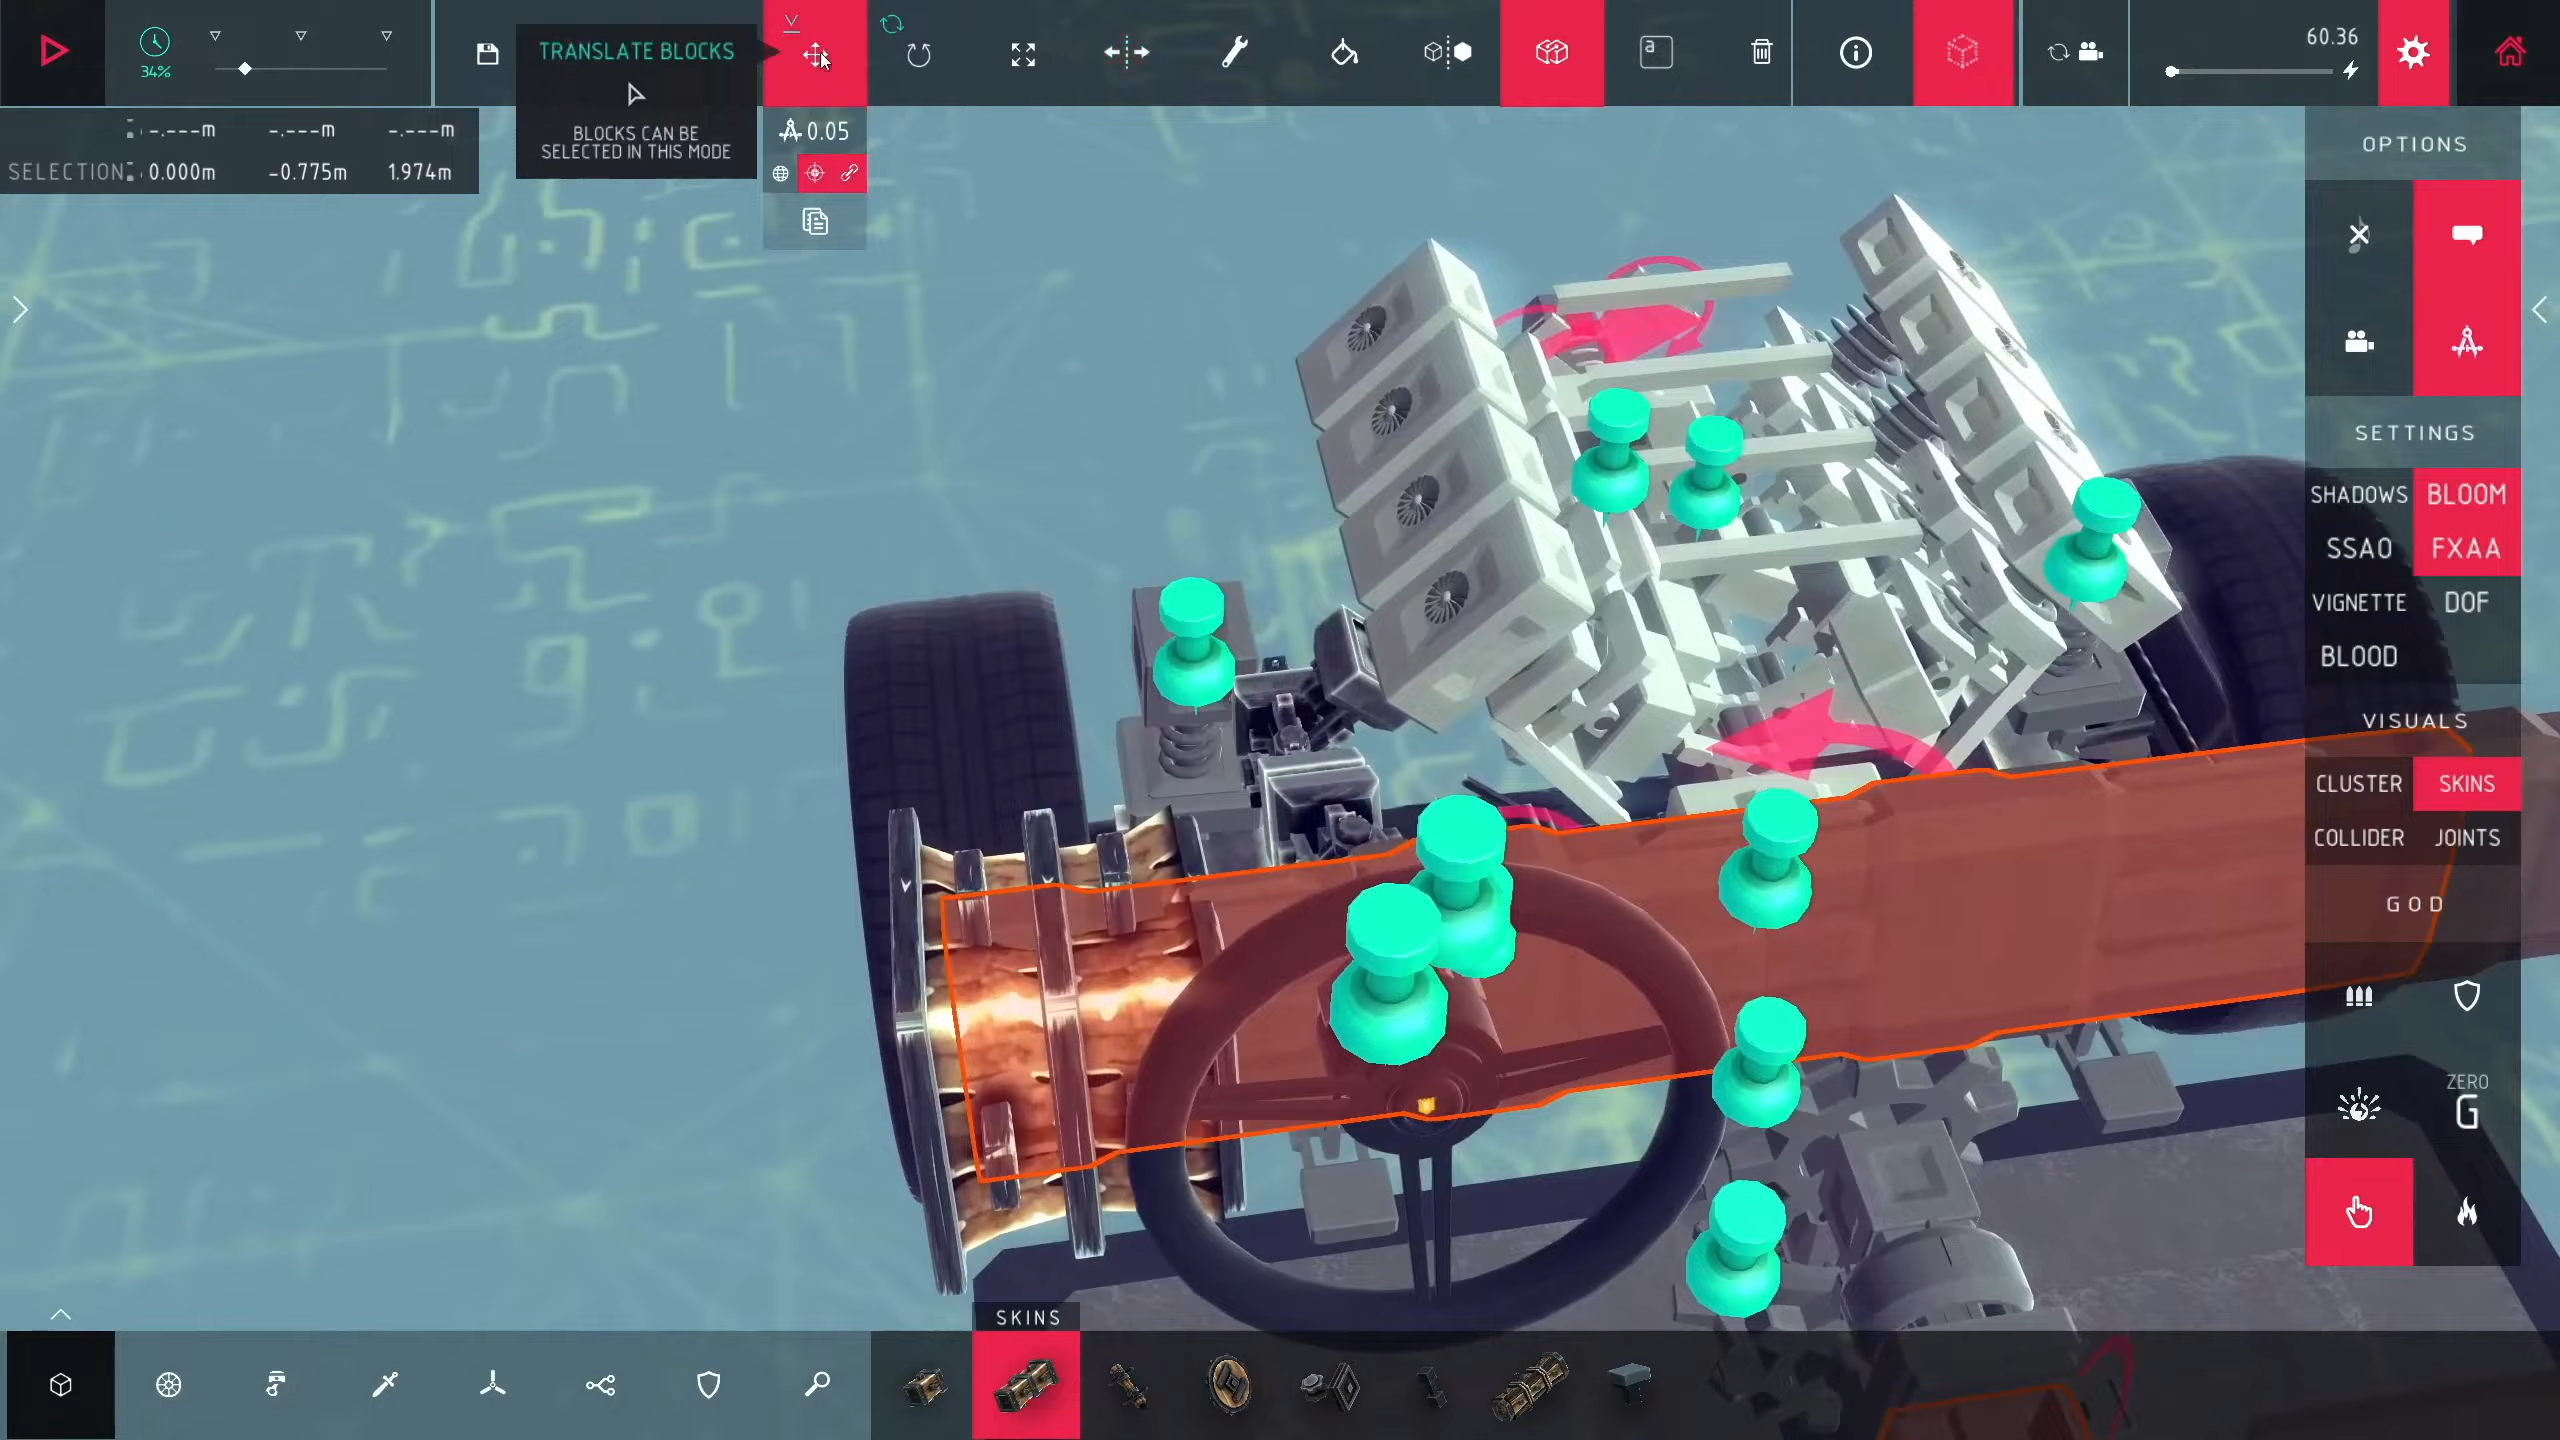 34%
TRANSLATE BLOCKS
BLOCKS CAN BE
SELECTED IN THIS MODE
a
60.36
-.---m -.---m -.---m
SELECTION: 0.000m -0.775m 1.974m
0.05
OPTIONS
SETTINGS
SHADOWS BLOOM
SSAO FXAA
VIGNETTE DOF
BLOOD
VISUALS
CLUSTER SKINS
COLLIDER JOINTS
GOD
ZERO
G
SKINS